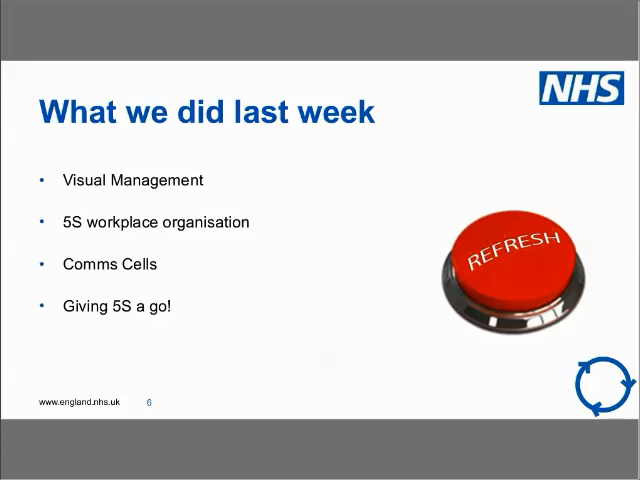 NHS
What we did last week
• Visual Management
• 5S workplace organisation
• Comms Cells
• Giving 5S a go!
REFRESH
www.england.nhs.uk 6